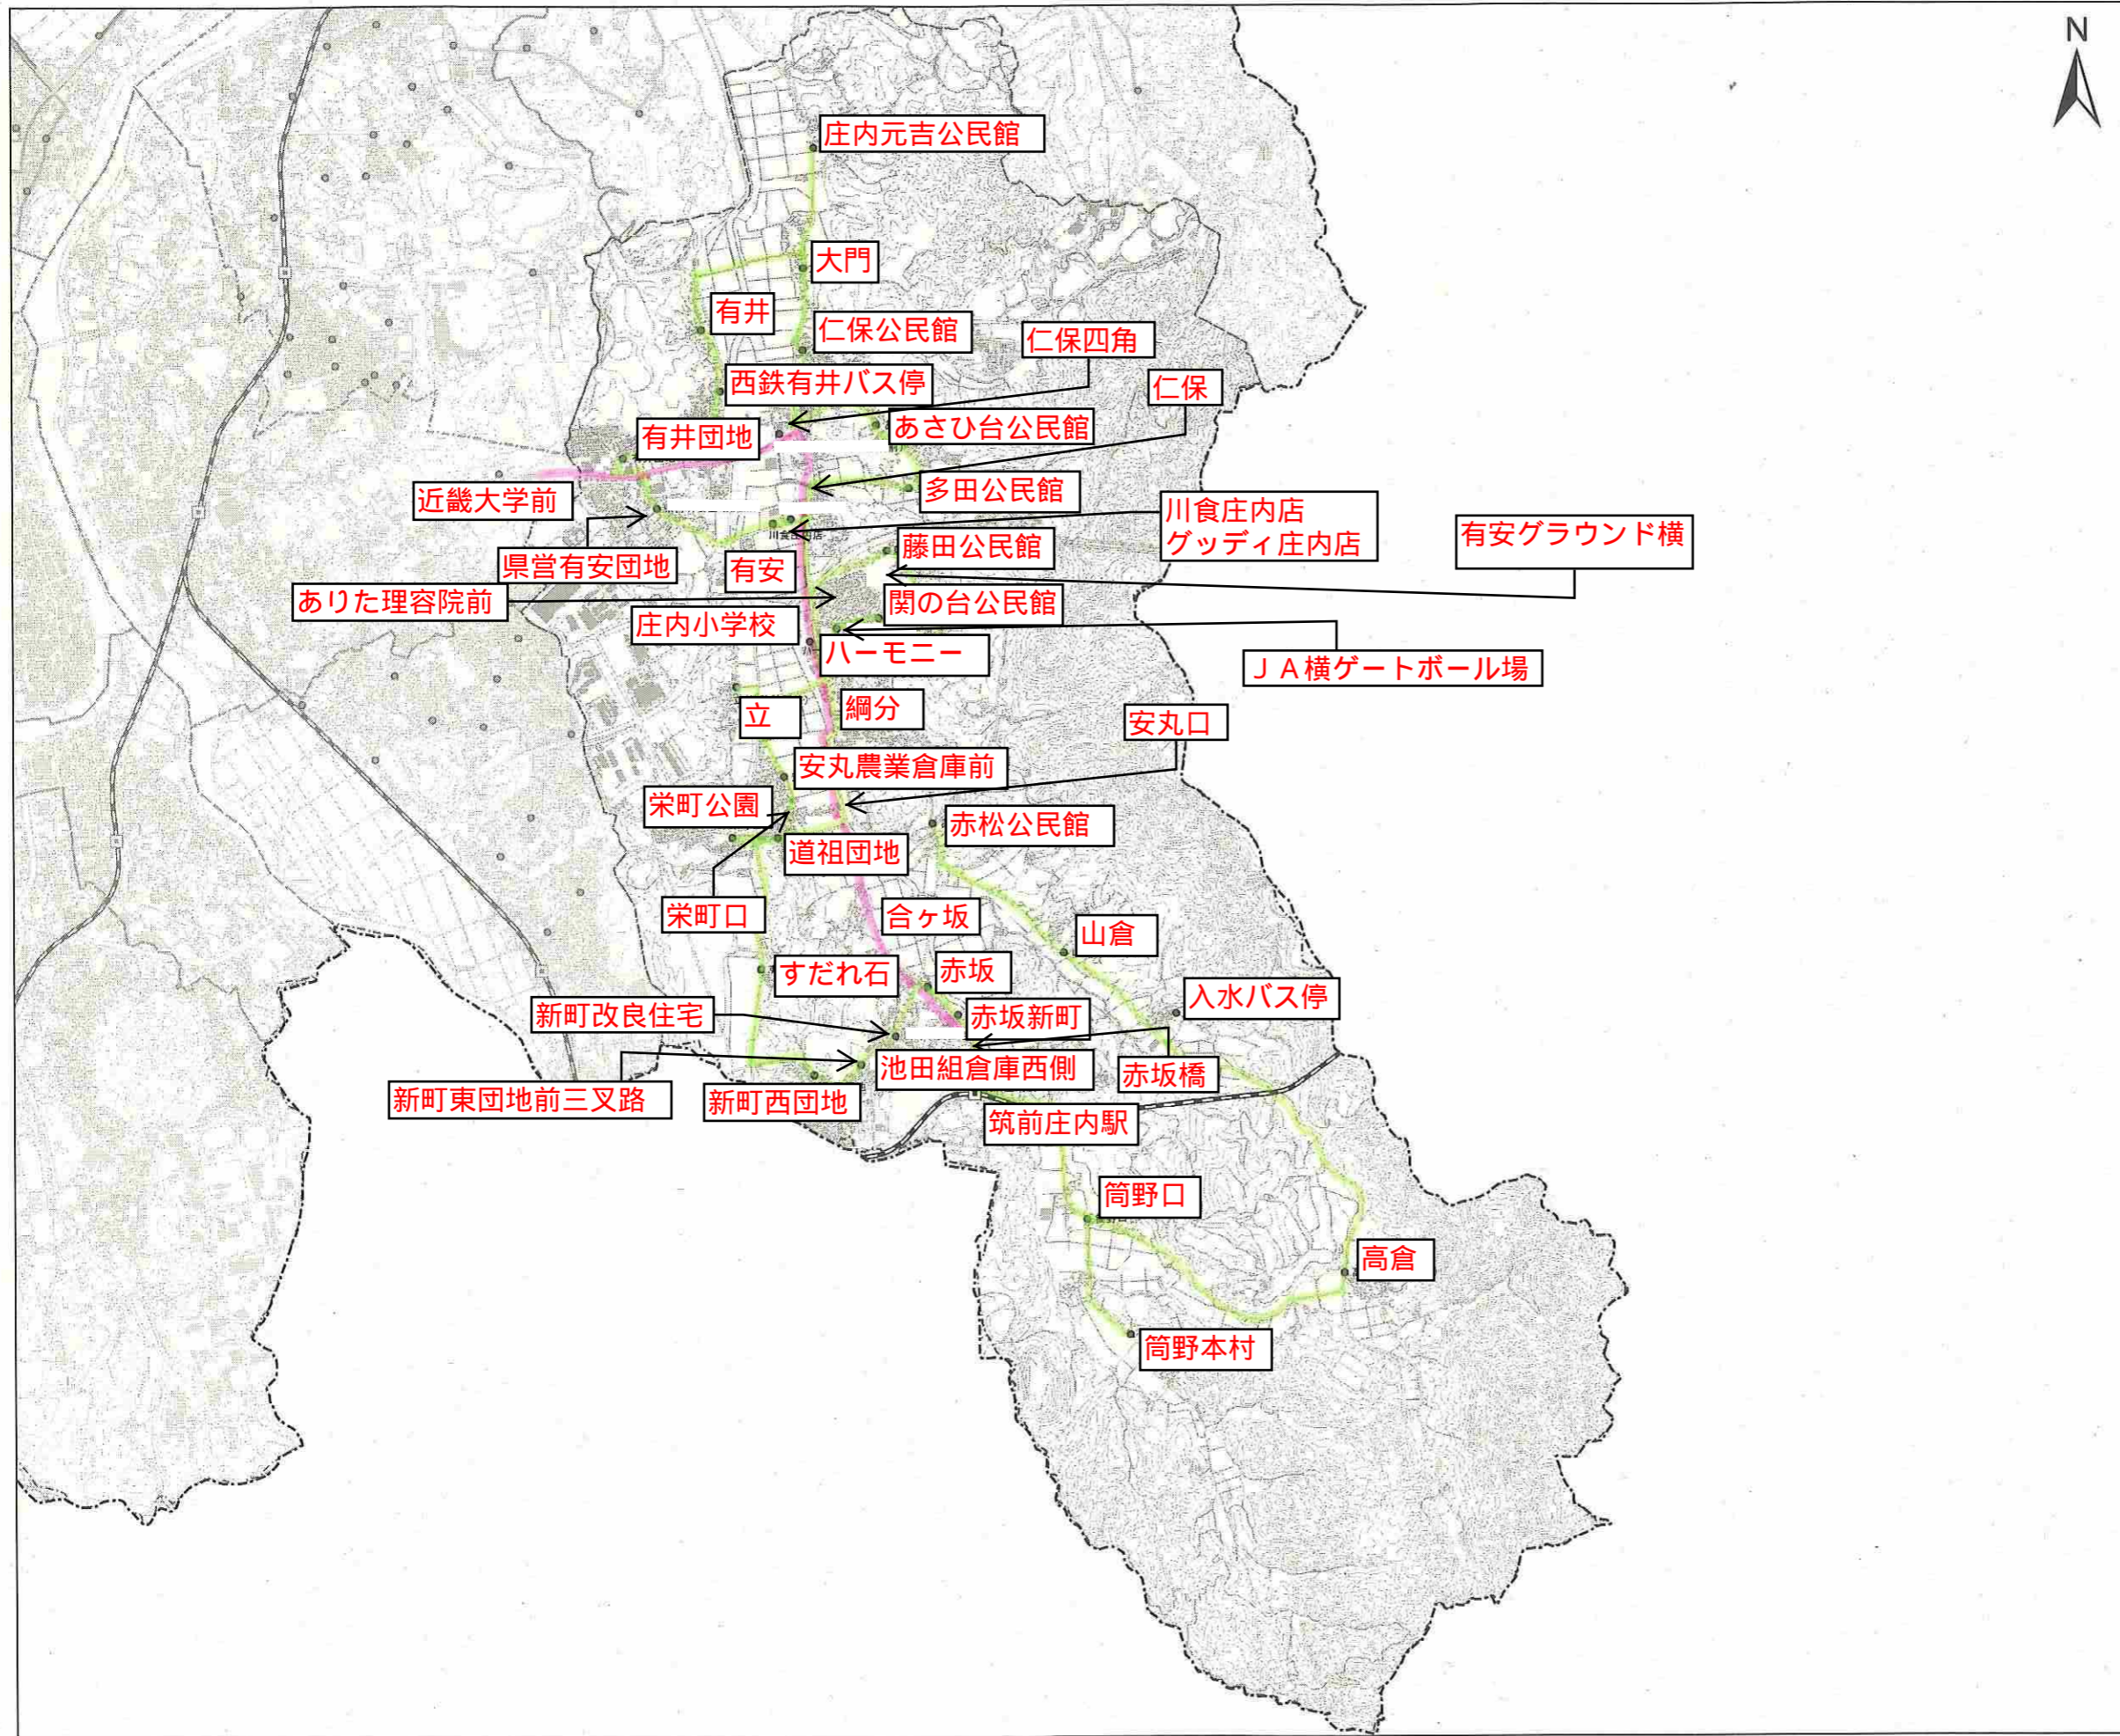 N
庄内元吉公民館
大門
有井
仁保公民館
仁保四角
西鉄有井バス停
仁保
あさひ台公民館
有井団地
多田公民館
近畿大学前
川食庄内店
グッディ庄内店
有安グラウンド横
川食庄内店
藤田公民館
県営有安団地
有安
ありた理容院前
関の台公民館
庄内小学校
ハーモニー
ＪＡ横ゲートボール場
立
綱分
安丸口
安丸農業倉庫前
栄町公園
赤松公民館
道祖団地
栄町口
合ヶ坂
山倉
すだれ石
赤坂
入水バス停
新町改良住宅
赤坂新町
池田組倉庫西側
赤坂橋
新町東団地前三叉路
新町西団地
筑前庄内駅
筒野口
高倉
筒野本村